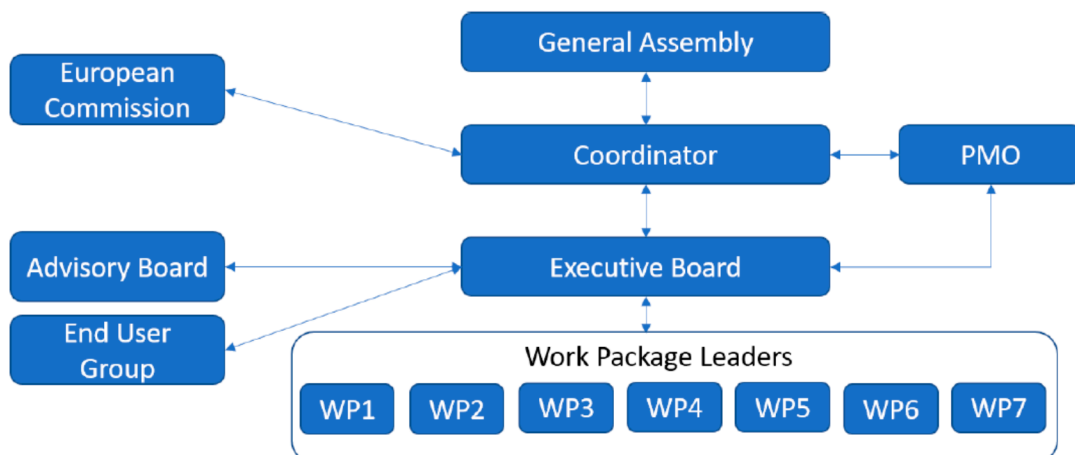 General Assembly
European
Commission
Coordinator
PMO
Advisory Board
Executive Board
End User
Group
Work Package Leaders
WP1
WP2
WP3
WP4
WP5
WP6
WP7